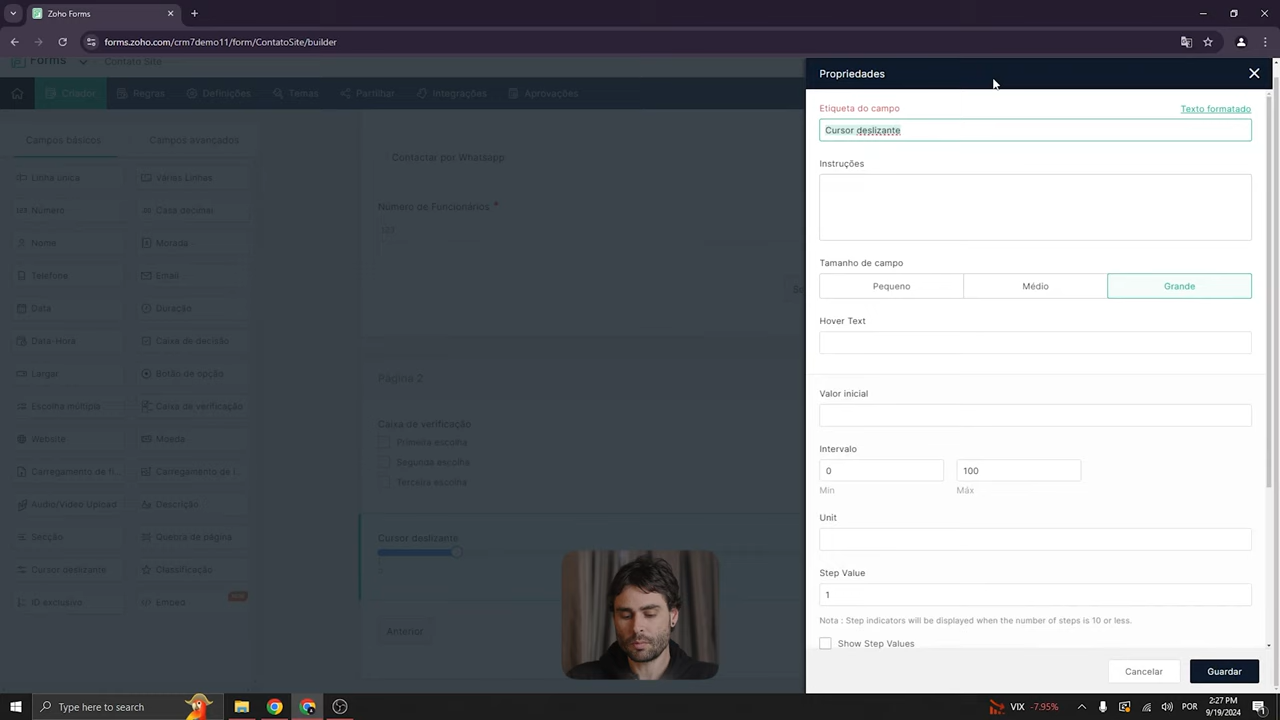 Zoho Forms
forms.zoho.com/crm7demo11/form/ContatoSite/builder
Forms
Contato Site
Criador
Regras
Definições
Temas
Partilhar
Integrações
Aprovações
Campos básicos
Campos avançados
Linha única
Várias Linhas
Número
Casa decimal
Nome
Morada
Telefone
Email
Data
Duração
Data-Hora
Caixa de decisão
Largar
Botão de opção
Escolha múltipla
Caixa de verificação
Website
Moeda
Carregamento de fi...
Carregamento de i...
Audio/Video Upload
Descrição
Secção
Quebra de página
Cursor deslizante
Classificação
ID exclusivo
Embed
Contactar por Whatsapp
Número de Funcionários *
123
Página 2
Caixa de verificação
Primeira escolha
Segunda escolha
Terceira escolha
Cursor deslizante
Anterior
Propriedades
Etiqueta do campo
Texto formatado
Cursor deslizante
Instruções
Tamanho de campo
Pequeno
Médio
Grande
Hover Text
Valor inicial
Intervalo
0
100
Mín
Máx
Unit
Step Value
1
Nota : Step indicators will be displayed when the number of steps is 10 or less.
Show Step Values
Cancelar
Guardar
Type here to search
VIX -7.95%
POR
2:27 PM
9/19/2024